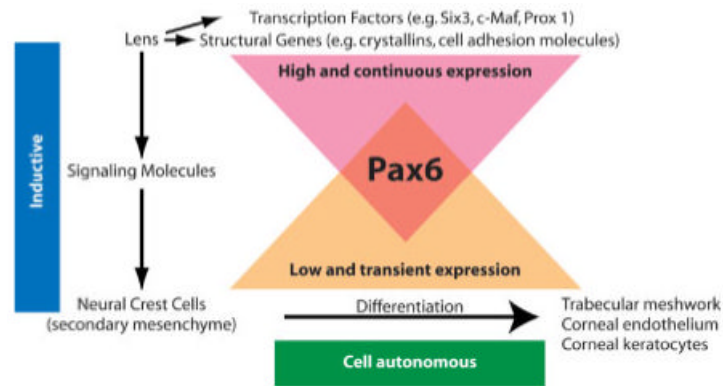 Transcription Factors (e.g. Six3, c-Maf, Prox 1)
Lens
Structural Genes (e.g. crystallins, cell adhesion molecules)
High and continuous expression
Inductive
Signaling Molecules
Pax6
Low and transient expression
Neural Crest Cells
(secondary mesenchyme)
Differentiation
Trabecular meshwork
Corneal endothelium
Corneal keratocytes
Cell autonomous